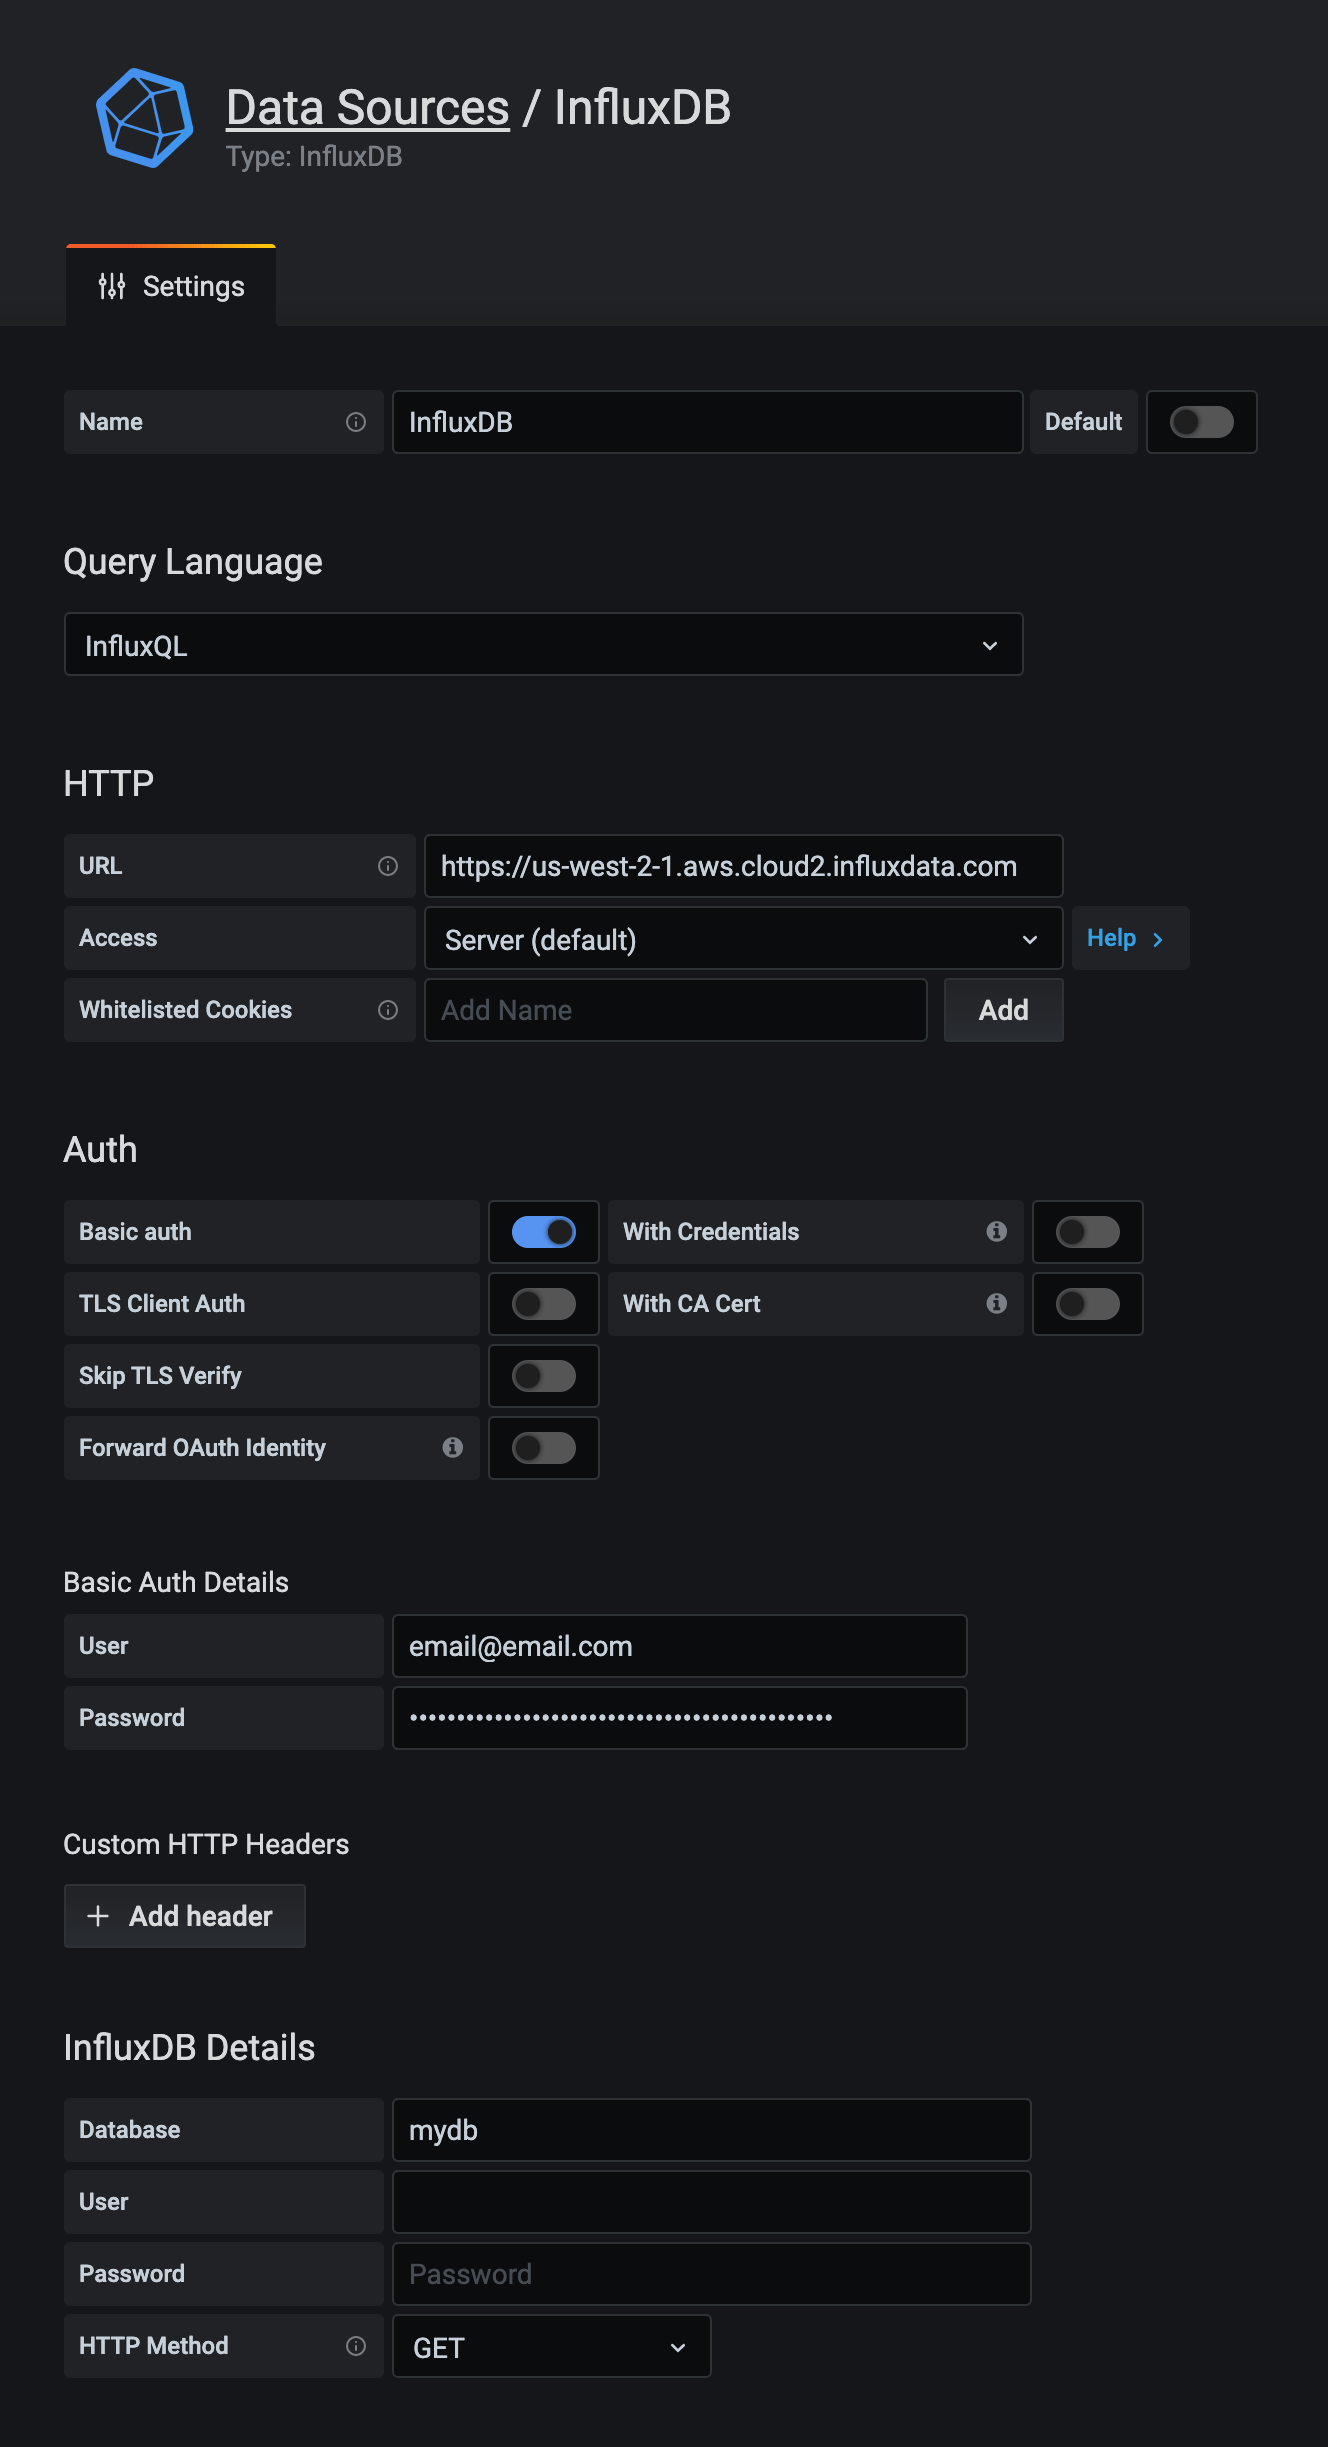 Data Sources / InfluxDB
Type: InfluxDB
Settings
Name InfluxDB Default
Query Language
InfluxQL
HTTP
URL https://us-west-2-1.aws.cloud2.influxdata.com
Access Server (default) Help
Whitelisted Cookies Add Name Add
Auth
Basic auth With Credentials
TLS Client Auth With CA Cert
Skip TLS Verify
Forward OAuth Identity
Basic Auth Details
User email@email.com
Password •••••••••••••••••••••••••••••••••••••••••••••
Custom HTTP Headers
Add header
InfluxDB Details
Database mydb
User
Password Password
HTTP Method GET